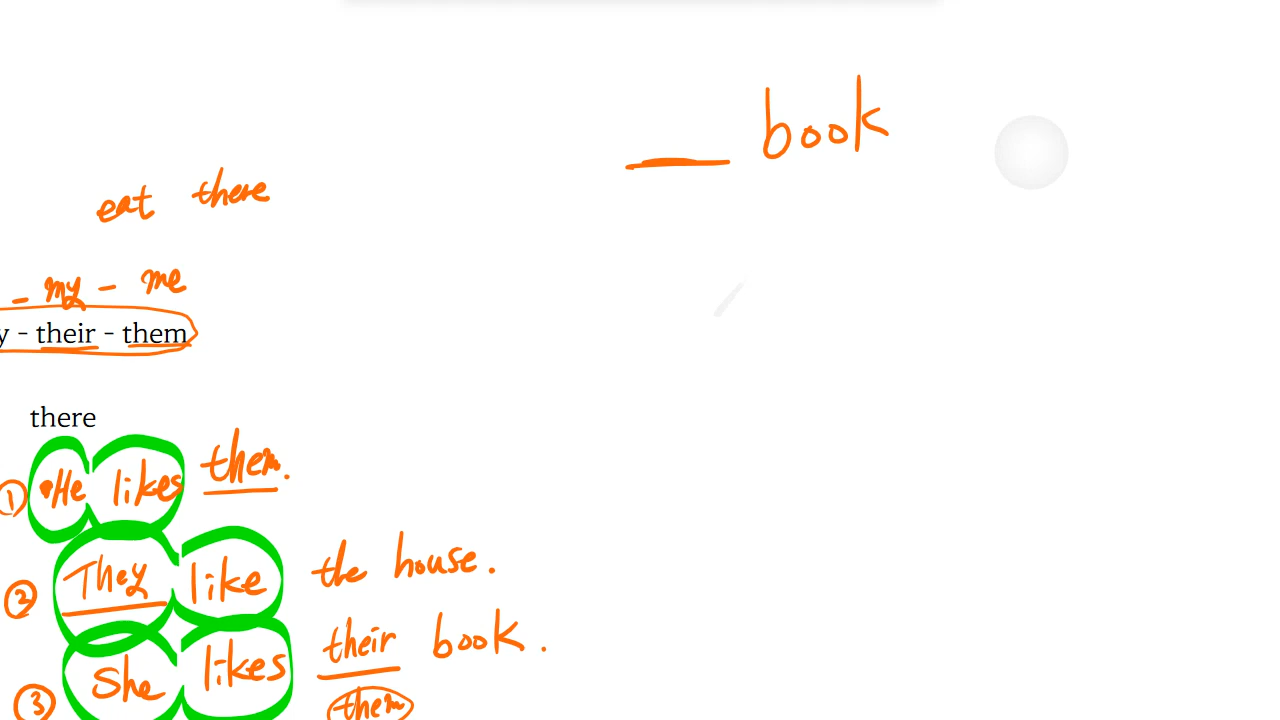 book
eat there
- my - me
y - their - them
there
① He likes them.
② They like the house.
③ She likes their book.
them